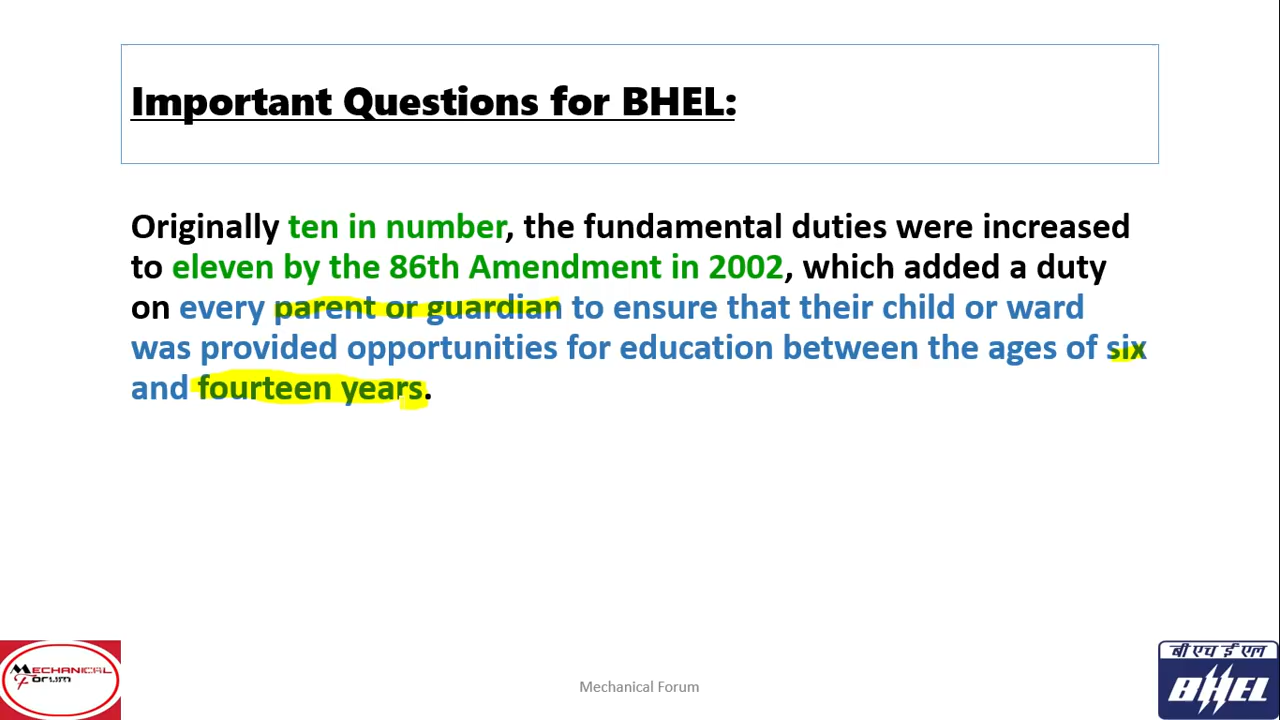 Important Questions for BHEL:
Originally ten in number, the fundamental duties were increased
to eleven by the 86th Amendment in 2002, which added a duty
on every parent or guardian to ensure that their child or ward
was provided opportunities for education between the ages of six
and fourteen years.
MECHANICAL
FORUM
Mechanical Forum
बी एच ई एल
BHEL